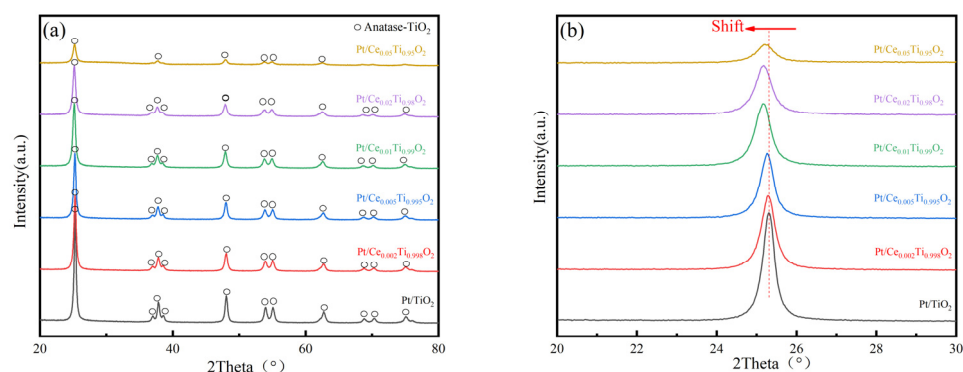 (a)
○ Anatase-TiO₂
Pt/Ce₀.₀₅Ti₀.₉₅O₂
Pt/Ce₀.₀₂Ti₀.₉₈O₂
Pt/Ce₀.₀₁Ti₀.₉₉O₂
Pt/Ce₀.₀₀₅Ti₀.₉₉₅O₂
Pt/Ce₀.₀₀₂Ti₀.₉₉₈O₂
Pt/TiO₂
Intensity(a.u.)
20 40 60 80
2Theta (°)
(b)
Shift
Pt/Ce₀.₀₅Ti₀.₉₅O₂
Pt/Ce₀.₀₂Ti₀.₉₈O₂
Pt/Ce₀.₀₁Ti₀.₉₉O₂
Pt/Ce₀.₀₀₅Ti₀.₉₉₅O₂
Pt/Ce₀.₀₀₂Ti₀.₉₉₈O₂
Pt/TiO₂
Intensity(a.u.)
20 22 24 26 28 30
2Theta (°)